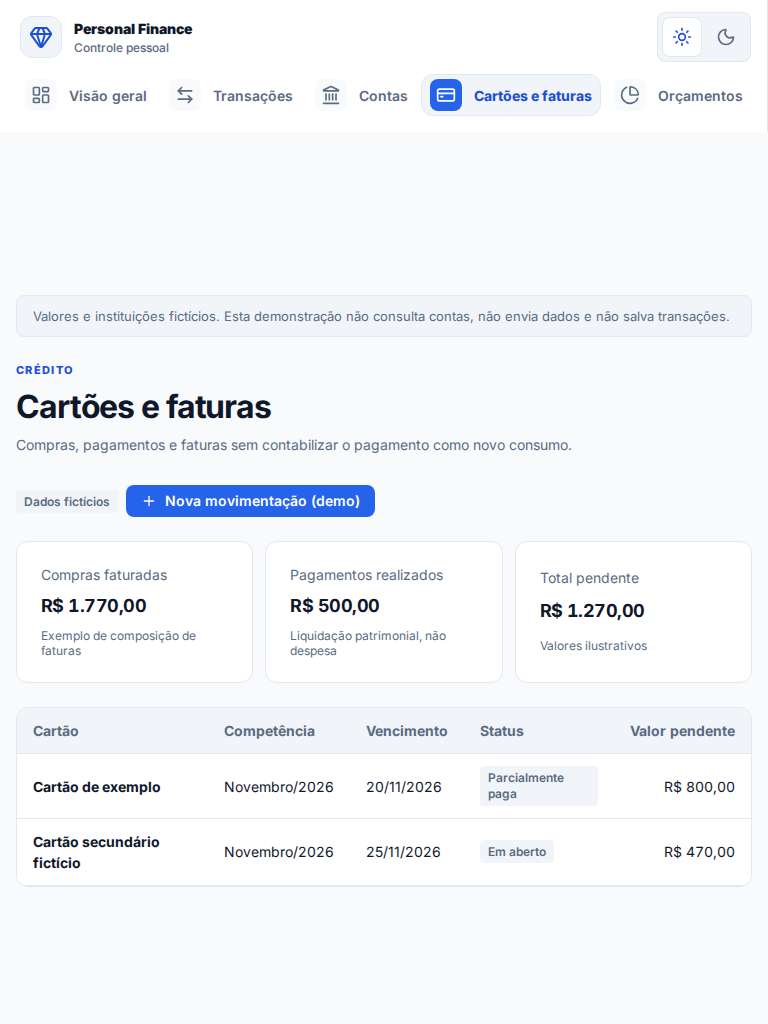 Personal Finance
Controle pessoal
Visão geral
Transações
Contas
Cartões e faturas
Orçamentos
Valores e instituições fictícios. Esta demonstração não consulta contas, não envia dados e não salva transações.
CRÉDITO
Cartões e faturas
Compras, pagamentos e faturas sem contabilizar o pagamento como novo consumo.
Dados fictícios
Nova movimentação (demo)
Compras faturadas
R$ 1.770,00
Exemplo de composição de
faturas
Pagamentos realizados
R$ 500,00
Liquidação patrimonial, não
despesa
Total pendente
R$ 1.270,00
Valores ilustrativos
Cartão Competência Vencimento Status Valor pendente
Cartão de exemplo Novembro/2026 20/11/2026 Parcialmente
paga R$ 800,00
Cartão secundário
fictício Novembro/2026 25/11/2026 Em aberto R$ 470,00